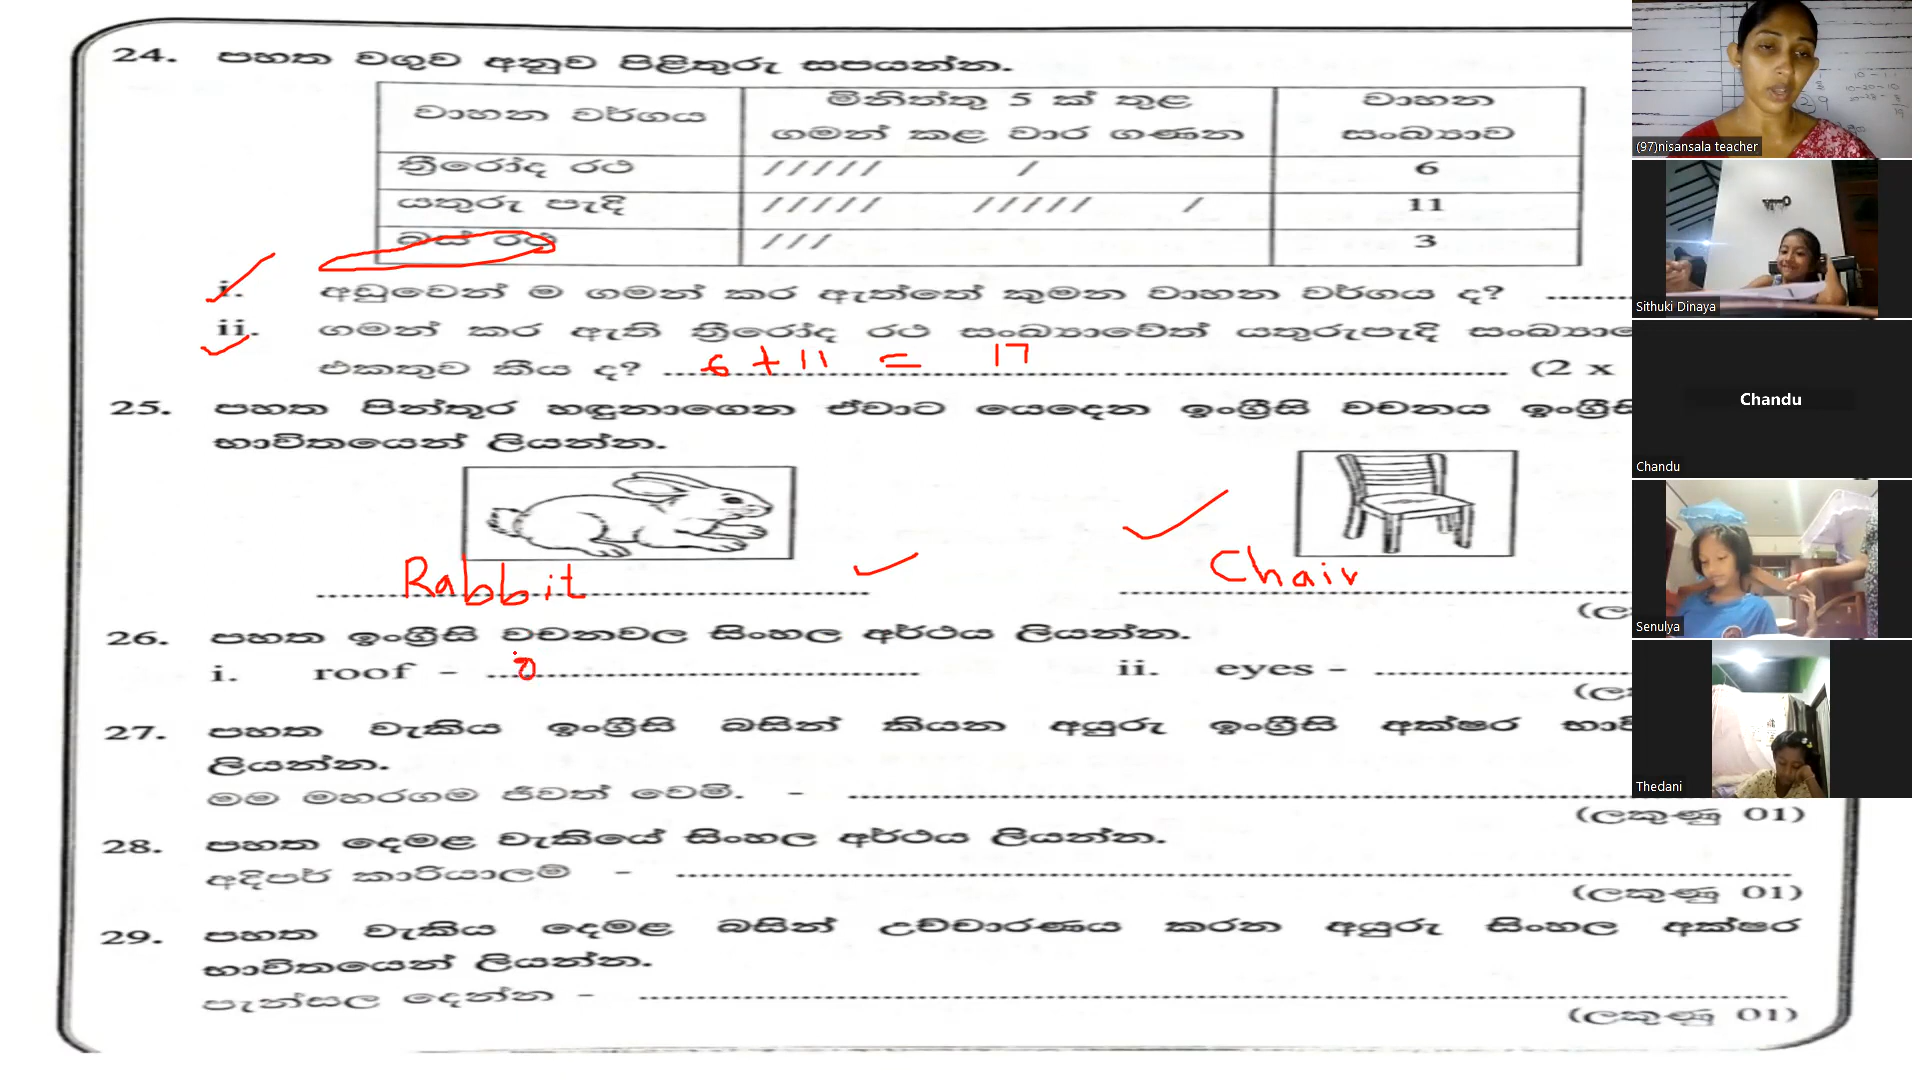 24. පහත වගුව අනුව පිළිතුරු සපයන්න.
වාහන වර්ගය මිනිත්තු 5 ක් තුළ ගමන් කළ වාර ගණන වාහන සංඛ්‍යාව
ත්‍රීරෝද රථ ///// / 6
යතුරු පැදි ///// ///// / 11
බස් රථ /// 3
i. අඩුවෙන් ම ගමන් කර ඇත්තේ කුමන වාහන වර්ගය ද? ..........
ii. ගමන් කර ඇති ත්‍රීරෝද රථ සංඛ්‍යාවේත් යතුරුපැදි
එකතුව කීය ද? 6 + 11 = 17 (2 x
25. පහත පින්තූර හඳුනාගෙන ඒවාට යෙදෙන ඉංග්‍රීසි වචනය
භාවිතයෙන් ලියන්න.
Rabbit Chair
26. පහත ඉංග්‍රීසි වචනවල සිංහල අර්ථය ලියන්න.
i. roof - .......... ii. eyes - ..........
27. පහත වැකිය ඉංග්‍රීසි බසින් කියන අයුරු ඉංග්‍රීසි අක්ෂර
ලියන්න.
මම මහරගම ජීවත් වෙමි. - ..........
(ලකුණු 01)
28. පහත දෙමළ වැකියේ සිංහල අර්ථය ලියන්න.
අදිපර් කාරියාලම් - ..........
(ලකුණු 01)
29. පහත වැකිය දෙමළ බසින් උච්චාරණය කරන අයුරු සිංහල අක්ෂර
භාවිතයෙන් ලියන්න.
පැන්සල දෙන්න - ..........
(ලකුණු 01)
(97)nisansala teacher
Sithuki Dinaya
Chandu
Chandu
Senulya
Thedani